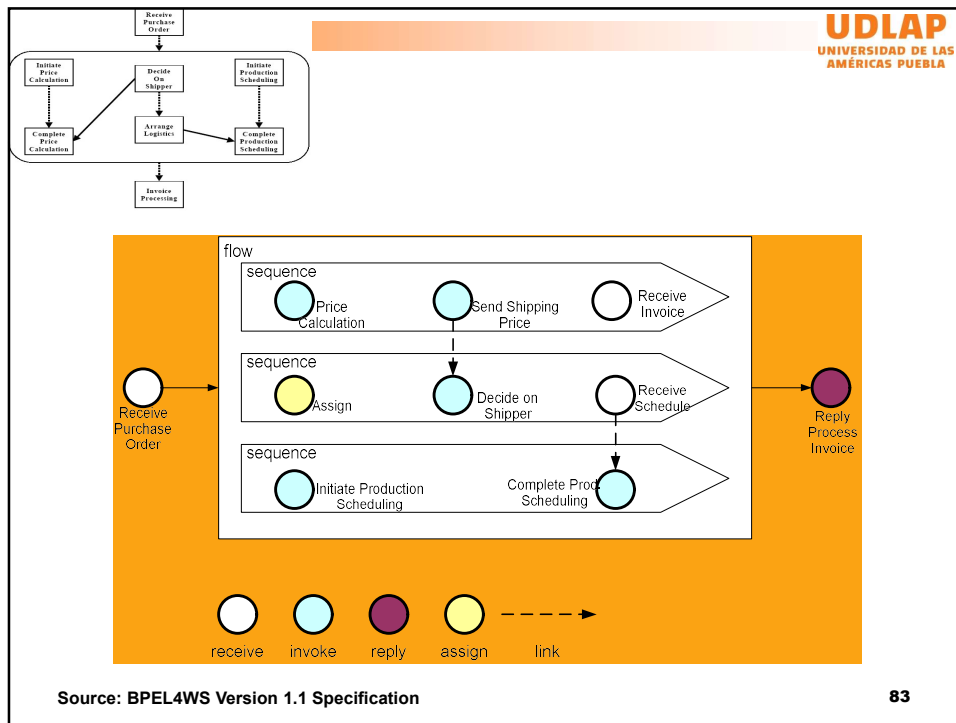 Receive
Purchase
Order
UDLAP
UNIVERSIDAD DE LAS
AMÉRICAS PUEBLA
Initiate
Price
Calculation
Decide
On
Shipper
Initiate
Production
Scheduling
Complete
Price
Calculation
Arrange
Logistics
Complete
Production
Scheduling
Invoice
Processing
flow
sequence
Price
Calculation
Send Shipping
Price
Receive
Invoice
sequence
Assign
Decide on
Shipper
Receive
Schedule
Receive
Purchase
Order
Reply
Process
Invoice
sequence
Initiate Production
Scheduling
Complete Prod.
Scheduling
receive
invoke
reply
assign
link
Source: BPEL4WS Version 1.1 Specification
83